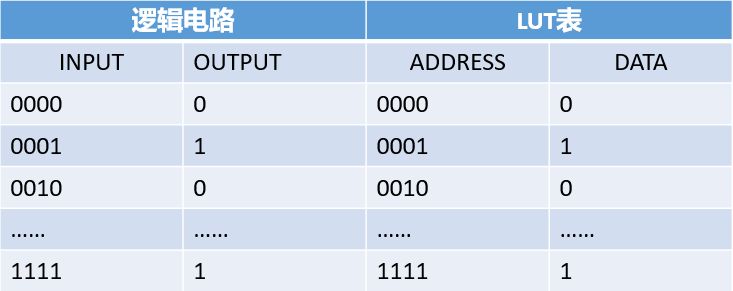 逻辑电路 LUT表
INPUT OUTPUT ADDRESS DATA
0000 0 0000 0
0001 1 0001 1
0010 0 0010 0
…… …… …… ……
1111 1 1111 1